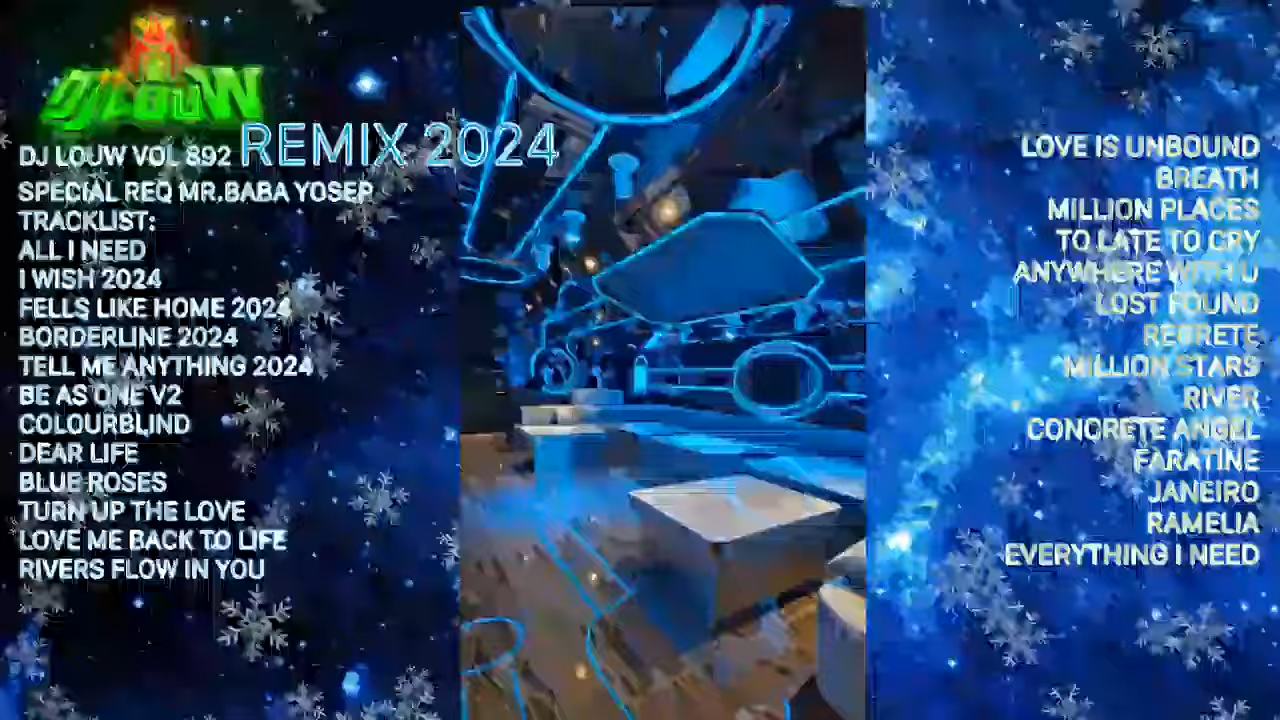 DJ LOUW
REMIX 2024
DJ LOUW VOL 892
SPECIAL REQ MR.BABA YOSEP
TRACKLIST:
ALL I NEED
I WISH 2024
FELLS LIKE HOME 2024
BORDERLINE 2024
TELL ME ANYTHING 2024
BE AS ONE V2
COLOURBLIND
DEAR LIFE
BLUE ROSES
TURN UP THE LOVE
LOVE ME BACK TO LIFE
RIVERS FLOW IN YOU
LOVE IS UNBOUND
BREATH
MILLION PLACES
TO LATE TO CRY
ANYWHERE WITH U
LOST FOUND
REGRETE
MILLION STARS
RIVER
CONCRETE ANGEL
FARATINE
JANEIRO
RAMELIA
EVERYTHING I NEED